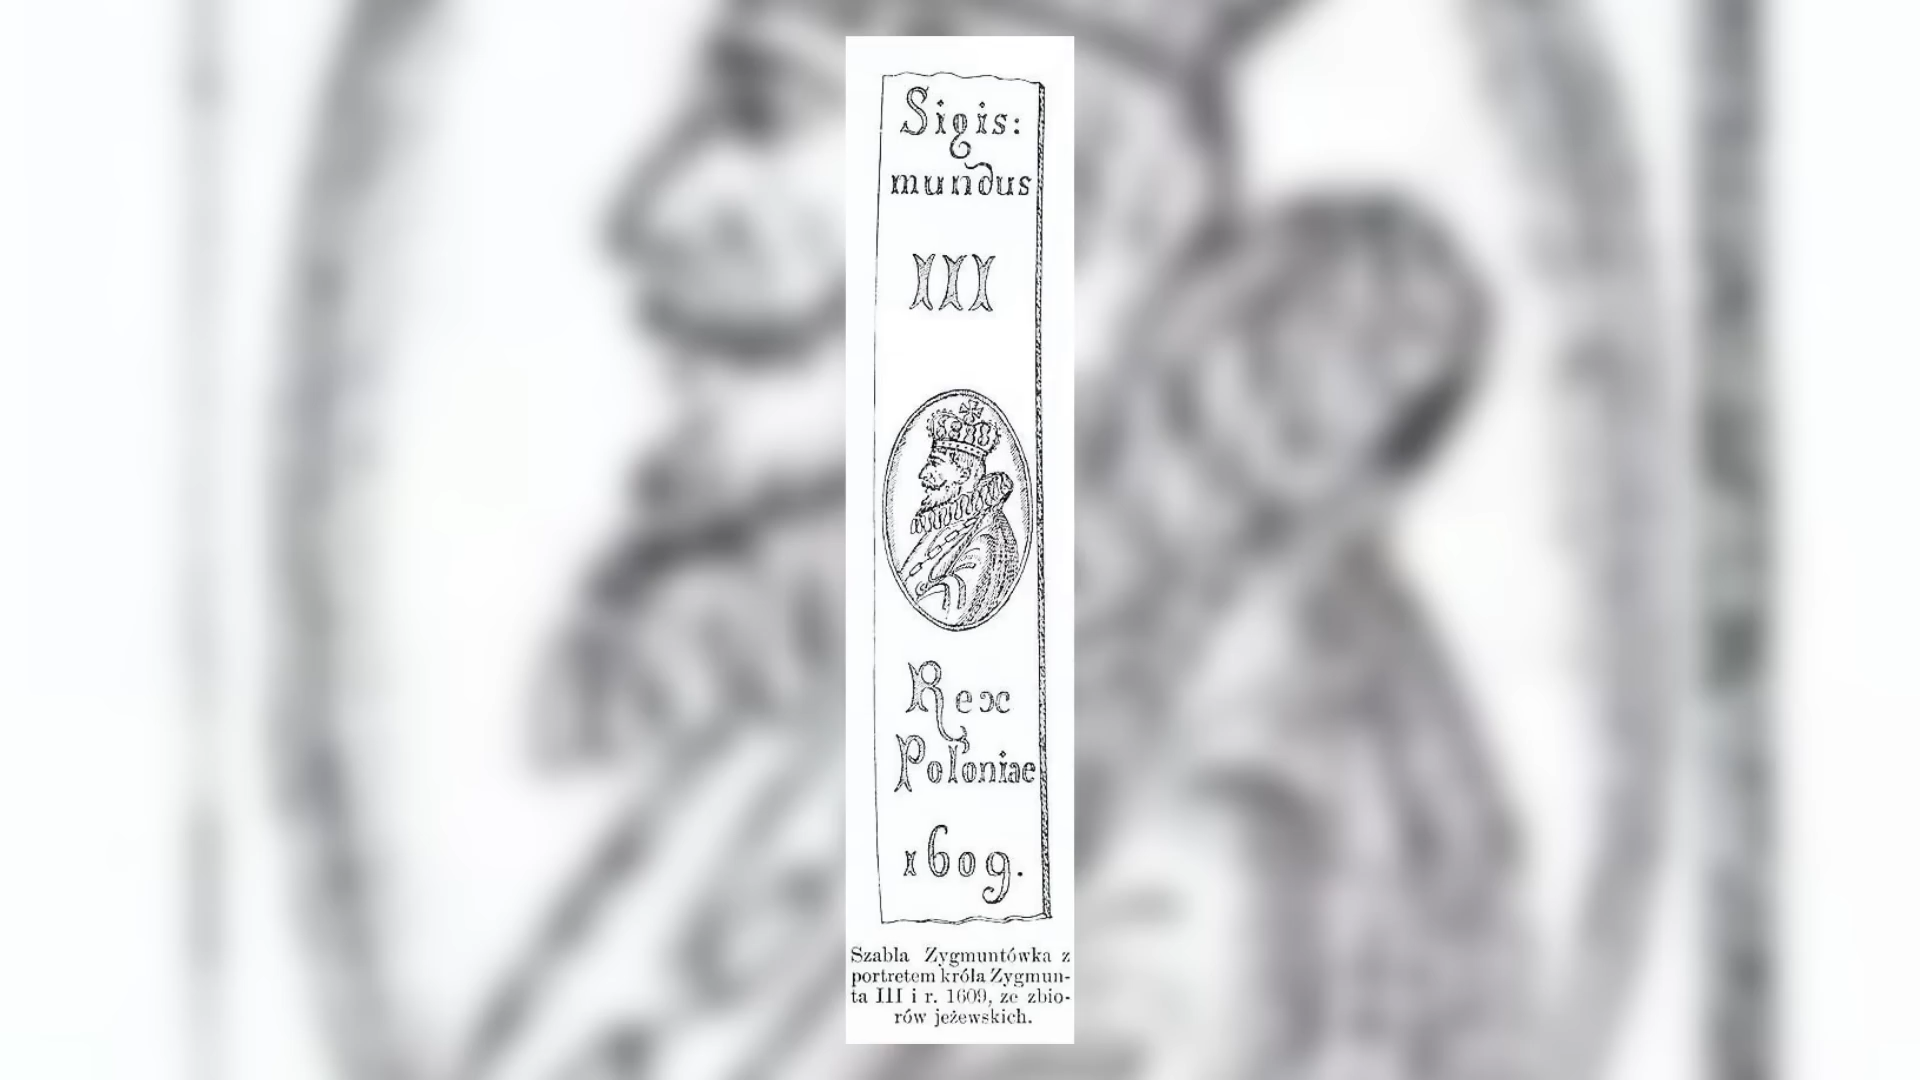 Sigis:
mundus
III
Rex
Poloniae
1609.
Szabla Zygmuntówka z
portretem króla Zygmun-
ta III i r. 1609, ze zbio-
rów jeżewskich.